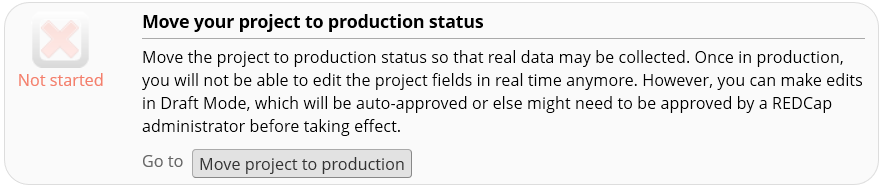 Move your project to production status
Not started
Move the project to production status so that real data may be collected. Once in production,
you will not be able to edit the project fields in real time anymore. However, you can make edits
in Draft Mode, which will be auto-approved or else might need to be approved by a REDCap
administrator before taking effect.
Go to Move project to production